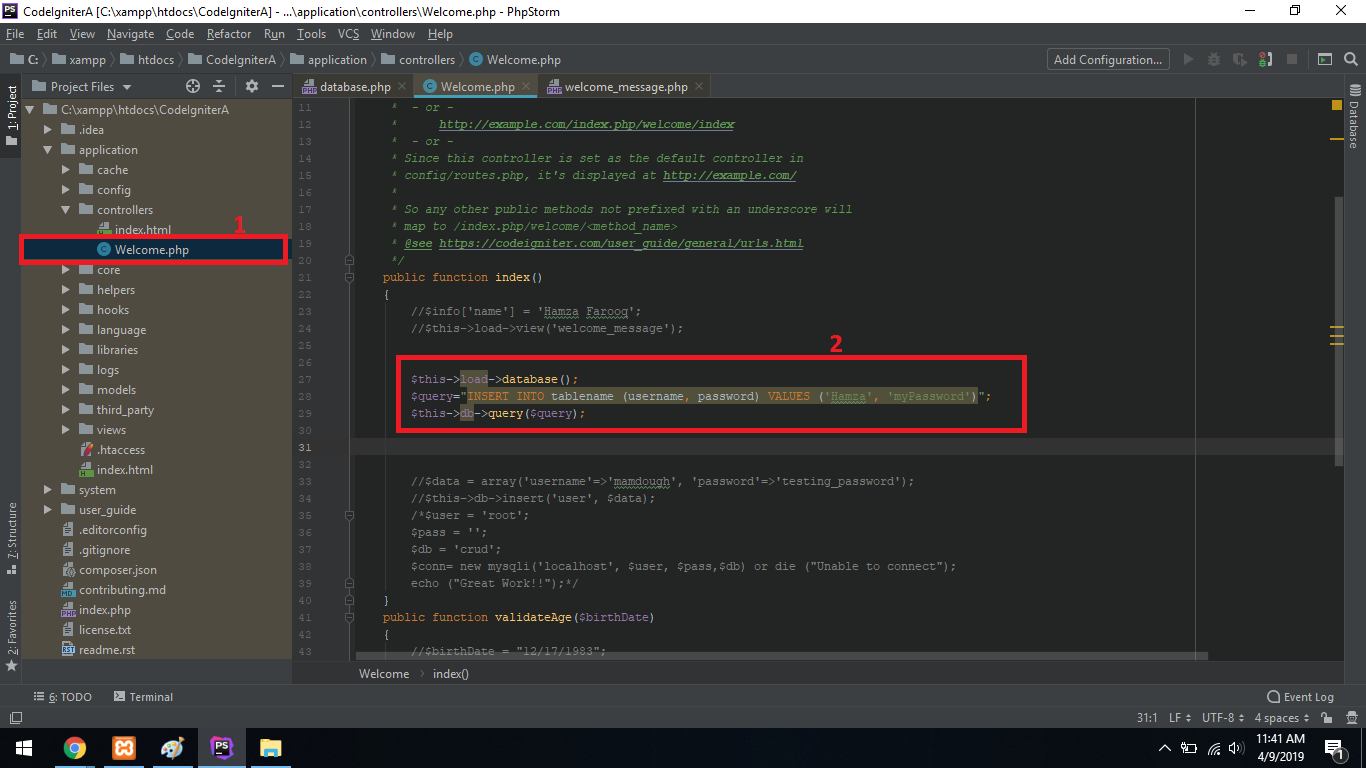 CodeIgniterA [C:\xampp\htdocs\CodeIgniterA] - ...\application\controllers\Welcome.php - PhpStorm
File Edit View Navigate Code Refactor Run Tools VCS Window Help
C: xampp htdocs CodeIgniterA application controllers Welcome.php Add Configuration...
Project Files
database.php Welcome.php welcome_message.php
1: Project
7: Structure
2: Favorites
Database
C:\xampp\htdocs\CodeIgniterA
.idea
application
cache
config
controllers
index.html
1
Welcome.php
core
helpers
hooks
language
libraries
logs
models
third_party
views
.htaccess
index.html
system
user_guide
.editorconfig
.gitignore
composer.json
contributing.md
index.php
license.txt
readme.rst
11 * - or -
12 * http://example.com/index.php/welcome/index
13 * - or -
14 * Since this controller is set as the default controller in
15 * config/routes.php, it's displayed at http://example.com/
16 *
17 * So any other public methods not prefixed with an underscore will
18 * map to /index.php/welcome/<method_name>
19 * @see https://codeigniter.com/user_guide/general/urls.html
20 */
21 public function index()
22 {
23 //$info['name'] = 'Hamza Farooq';
24 //$this->load->view('welcome_message');
25
2
26
27 $this->load->database();
28 $query="INSERT INTO tablename (username, password) VALUES ('Hamza', 'myPassword')";
29 $this->db->query($query);
30
31
32
33 //$data = array('username'=>'mamdough', 'password'=>'testing_password');
34 //$this->db->insert('user', $data);
35 /*$user = 'root';
36 $pass = '';
37 $db = 'crud';
38 $conn= new mysqli('localhost', $user, $pass,$db) or die ("Unable to connect");
39 echo ("Great Work!!");*/
40 }
41 public function validateAge($birthDate)
42 {
43 //$birthDate = "12/17/1983";
Welcome › index()
6: TODO Terminal Event Log
31:1 LF UTF-8 4 spaces
11:41 AM
4/9/2019
1